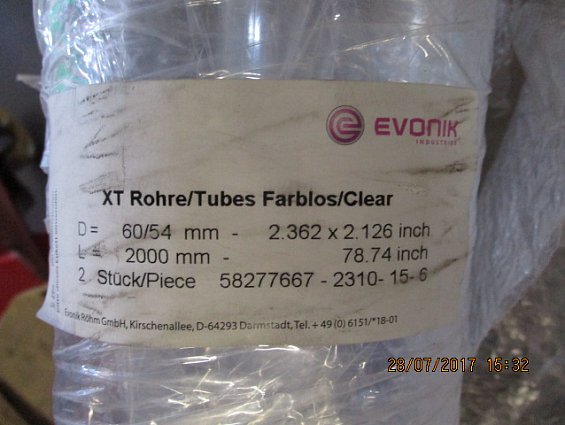 EVONIK
INDUSTRIES
XT Rohre/Tubes Farblos/Clear
D = 60/54 mm - 2.362 x 2.126 inch
L = 2000 mm - 78.74 inch
2 Stück/Piece 58277667 - 2310- 15- 6
Evonik Röhm GmbH, Kirschenallee, D-64293 Darmstadt, Tel. + 49 (0) 6151/*18-01
28/07/2017 15:32